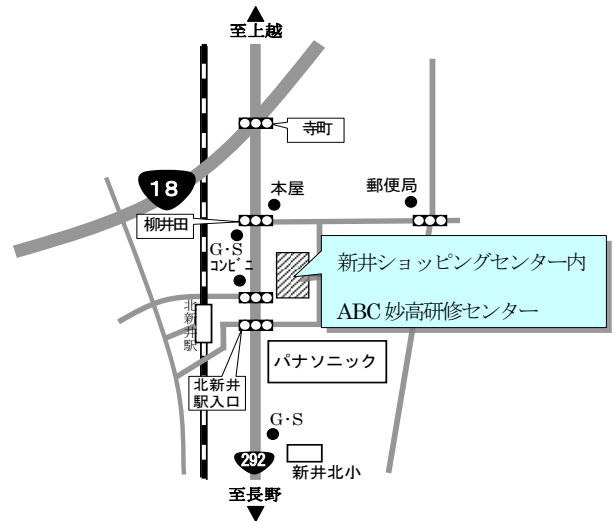 至上越
寺町
18
本屋
郵便局
柳井田
G・S
コンビニ
新井ショッピングセンター内
ABC 妙高研修センター
北新井駅
パナソニック
北新井
駅入口
G・S
292
新井北小
至長野